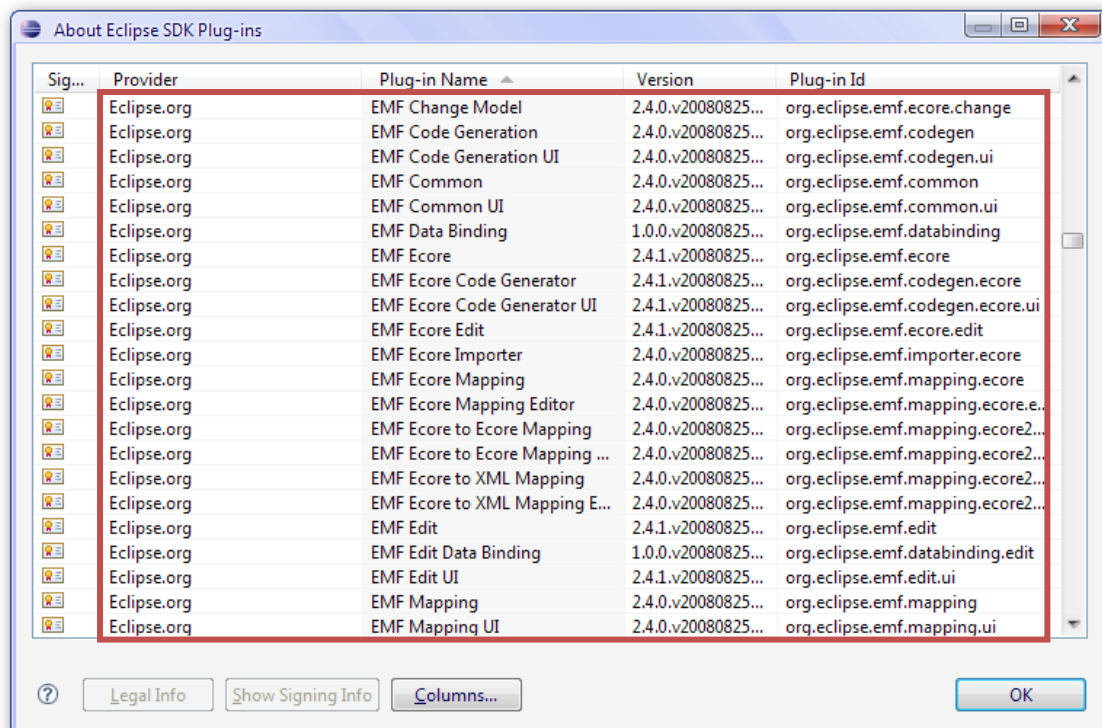 About Eclipse SDK Plug-ins
Sig... Provider Plug-in Name Version Plug-in Id
Eclipse.org EMF Change Model 2.4.0.v20080825... org.eclipse.emf.ecore.change
Eclipse.org EMF Code Generation 2.4.0.v20080825... org.eclipse.emf.codegen
Eclipse.org EMF Code Generation UI 2.4.0.v20080825... org.eclipse.emf.codegen.ui
Eclipse.org EMF Common 2.4.0.v20080825... org.eclipse.emf.common
Eclipse.org EMF Common UI 2.4.0.v20080825... org.eclipse.emf.common.ui
Eclipse.org EMF Data Binding 1.0.0.v20080825... org.eclipse.emf.databinding
Eclipse.org EMF Ecore 2.4.1.v20080825... org.eclipse.emf.ecore
Eclipse.org EMF Ecore Code Generator 2.4.1.v20080825... org.eclipse.emf.codegen.ecore
Eclipse.org EMF Ecore Code Generator UI 2.4.1.v20080825... org.eclipse.emf.codegen.ecore.ui
Eclipse.org EMF Ecore Edit 2.4.1.v20080825... org.eclipse.emf.ecore.edit
Eclipse.org EMF Ecore Importer 2.4.0.v20080825... org.eclipse.emf.importer.ecore
Eclipse.org EMF Ecore Mapping 2.4.0.v20080825... org.eclipse.emf.mapping.ecore
Eclipse.org EMF Ecore Mapping Editor 2.4.0.v20080825... org.eclipse.emf.mapping.ecore.e..
Eclipse.org EMF Ecore to Ecore Mapping 2.4.0.v20080825... org.eclipse.emf.mapping.ecore2...
Eclipse.org EMF Ecore to Ecore Mapping ... 2.4.0.v20080825... org.eclipse.emf.mapping.ecore2...
Eclipse.org EMF Ecore to XML Mapping 2.4.0.v20080825... org.eclipse.emf.mapping.ecore2...
Eclipse.org EMF Ecore to XML Mapping E... 2.4.0.v20080825... org.eclipse.emf.mapping.ecore2...
Eclipse.org EMF Edit 2.4.1.v20080825... org.eclipse.emf.edit
Eclipse.org EMF Edit Data Binding 1.0.0.v20080825... org.eclipse.emf.databinding.edit
Eclipse.org EMF Edit UI 2.4.1.v20080825... org.eclipse.emf.edit.ui
Eclipse.org EMF Mapping 2.4.0.v20080825... org.eclipse.emf.mapping
Eclipse.org EMF Mapping UI 2.4.0.v20080825... org.eclipse.emf.mapping.ui
? Legal Info Show Signing Info Columns... OK